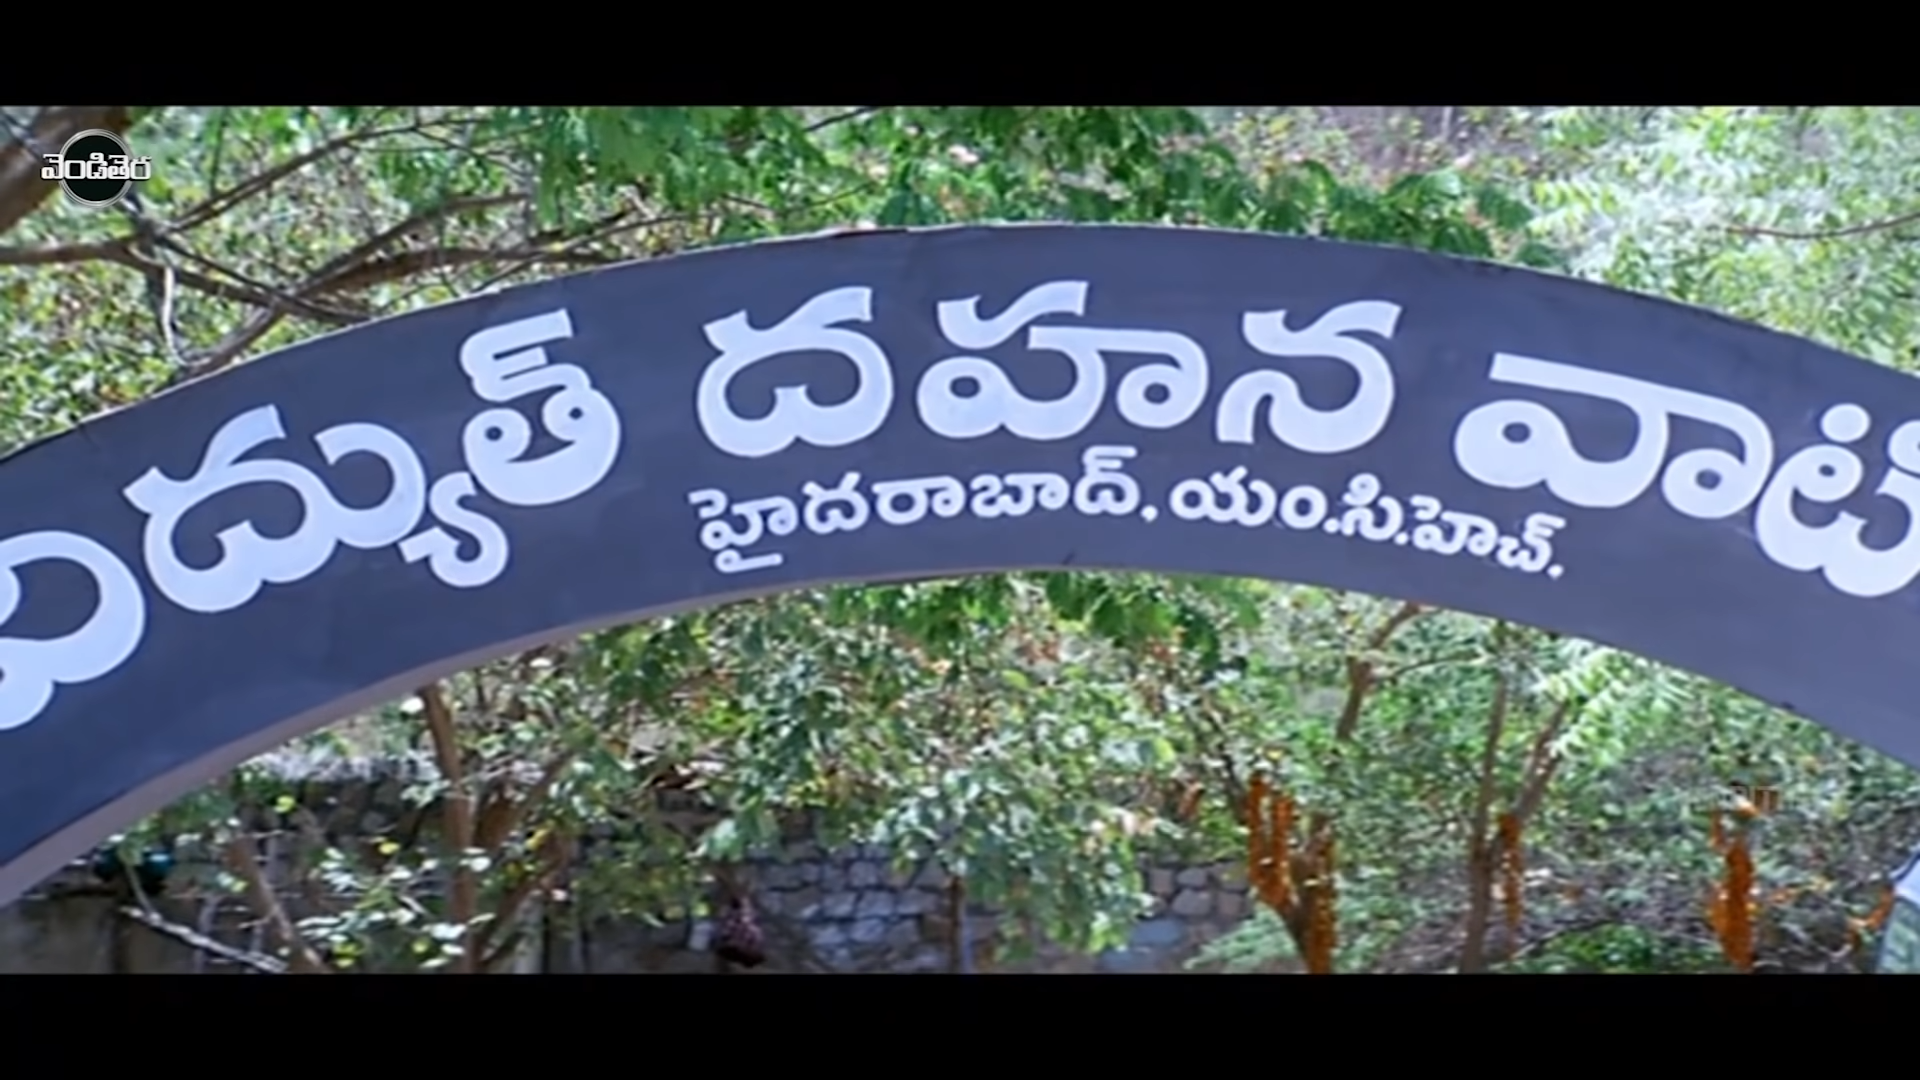 వెండితెర
విద్యుత్ దహన వాటి
హైదరాబాద్, యం.సి.హెచ్.